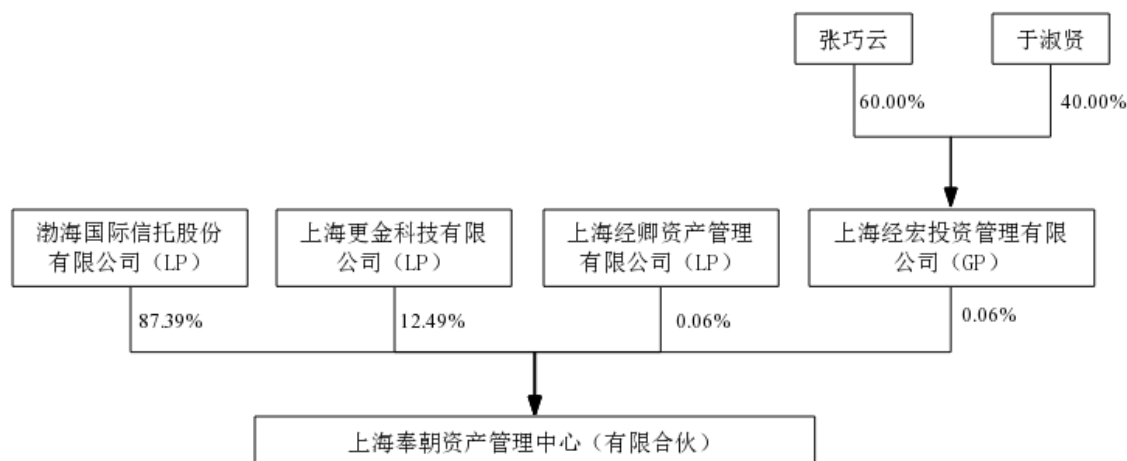 张巧云
于淑贤
60.00%
40.00%
渤海国际信托股份
有限公司（LP）
上海更金科技有限
公司（LP）
上海经卿资产管理
有限公司（LP）
上海经宏投资管理有限
公司（GP）
87.39%
12.49%
0.06%
0.06%
上海奉朝资产管理中心（有限合伙）